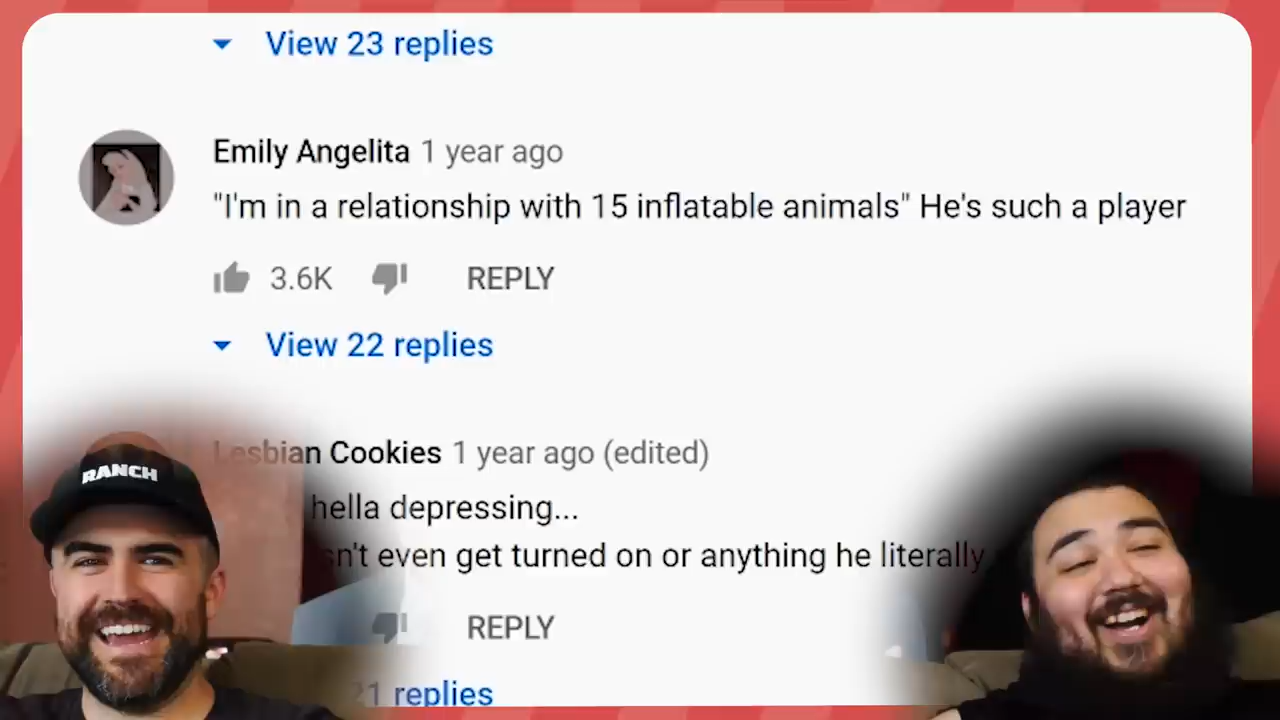 View 23 replies
Emily Angelita 1 year ago
"I'm in a relationship with 15 inflatable animals" He's such a player
3.6K REPLY
View 22 replies
Lesbian Cookies 1 year ago (edited)
hella depressing...
even get turned on or anything he literally
REPLY
replies
RANCH